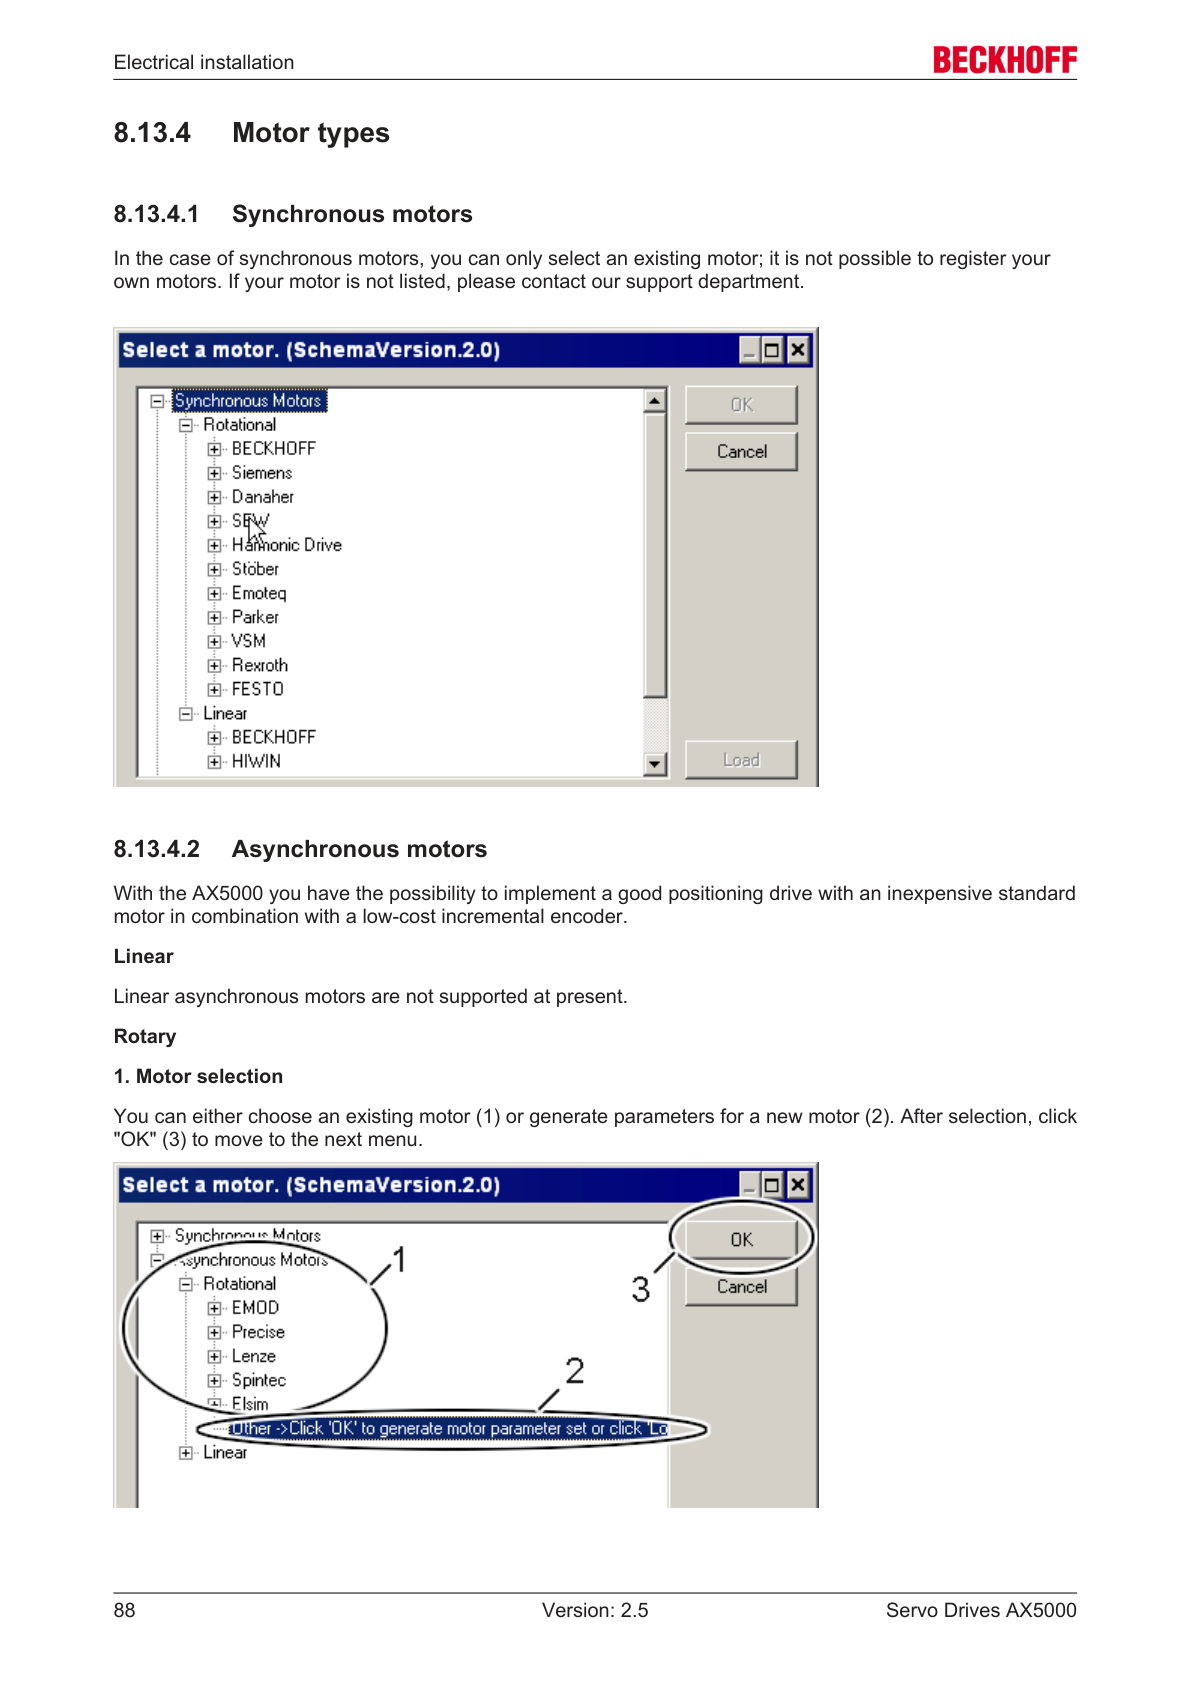 Electrical installation
BECKHOFF
8.13.4 Motor types
8.13.4.1 Synchronous motors
In the case of synchronous motors, you can only select an existing motor; it is not possible to register your
own motors. If your motor is not listed, please contact our support department.
Select a motor. (SchemaVersion.2.0)
Synchronous Motors
OK
Rotational
BECKHOFF
Cancel
Siemens
Danaher
SEW
Harmonic Drive
Stöber
Emoteq
Parker
VSM
Rexroth
FESTO
Linear
BECKHOFF
HIWIN
Load
8.13.4.2 Asynchronous motors
With the AX5000 you have the possibility to implement a good positioning drive with an inexpensive standard
motor in combination with a low-cost incremental encoder.
Linear
Linear asynchronous motors are not supported at present.
Rotary
1. Motor selection
You can either choose an existing motor (1) or generate parameters for a new motor (2). After selection, click
"OK" (3) to move to the next menu.
Select a motor. (SchemaVersion.2.0)
Synchronous Motors
OK
Asynchronous Motors
1
Rotational
3
Cancel
EMOD
Precise
Lenze
2
Spintec
Elsim
Other ->Click 'OK' to generate motor parameter set or click 'Lo
Linear
88
Version: 2.5
Servo Drives AX5000